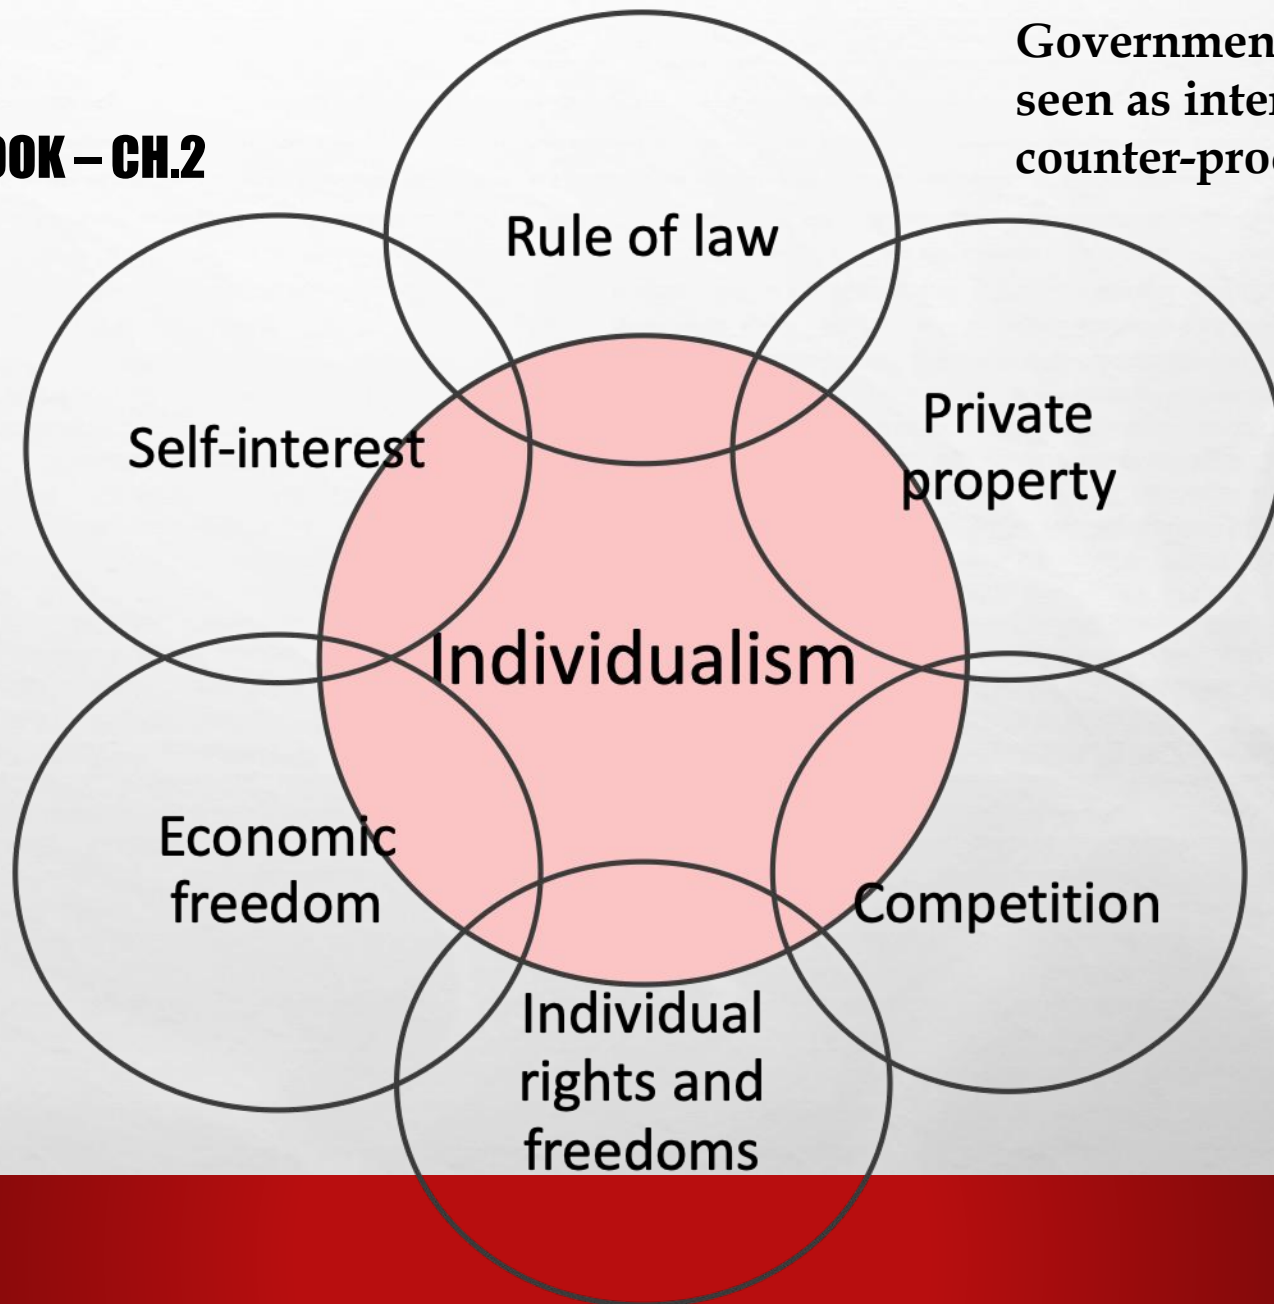 Governmen
seen as inter
counter-pro
OOK – CH.2
Rule of law
Self-interest
Private
property
Individualism
Economic
freedom
Competition
Individual
rights and
freedoms